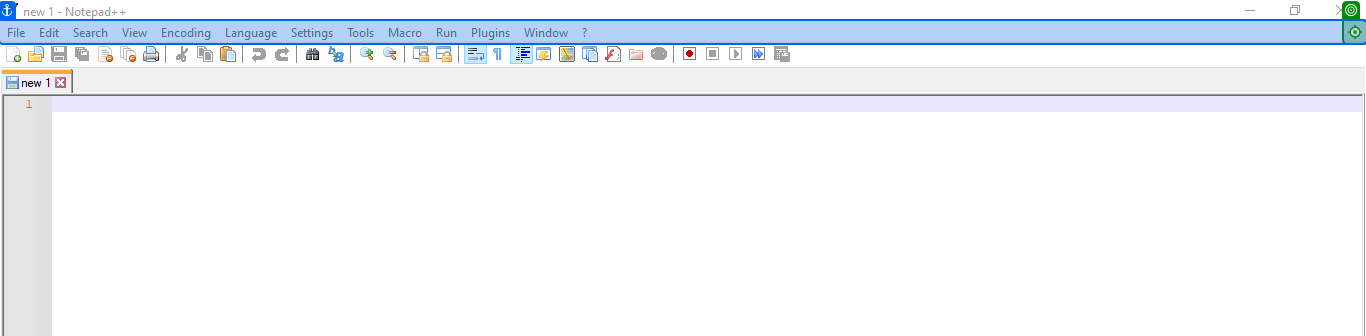 new 1 - Notepad++
File Edit Search View Encoding Language Settings Tools Macro Run Plugins Window ?
new 1
1